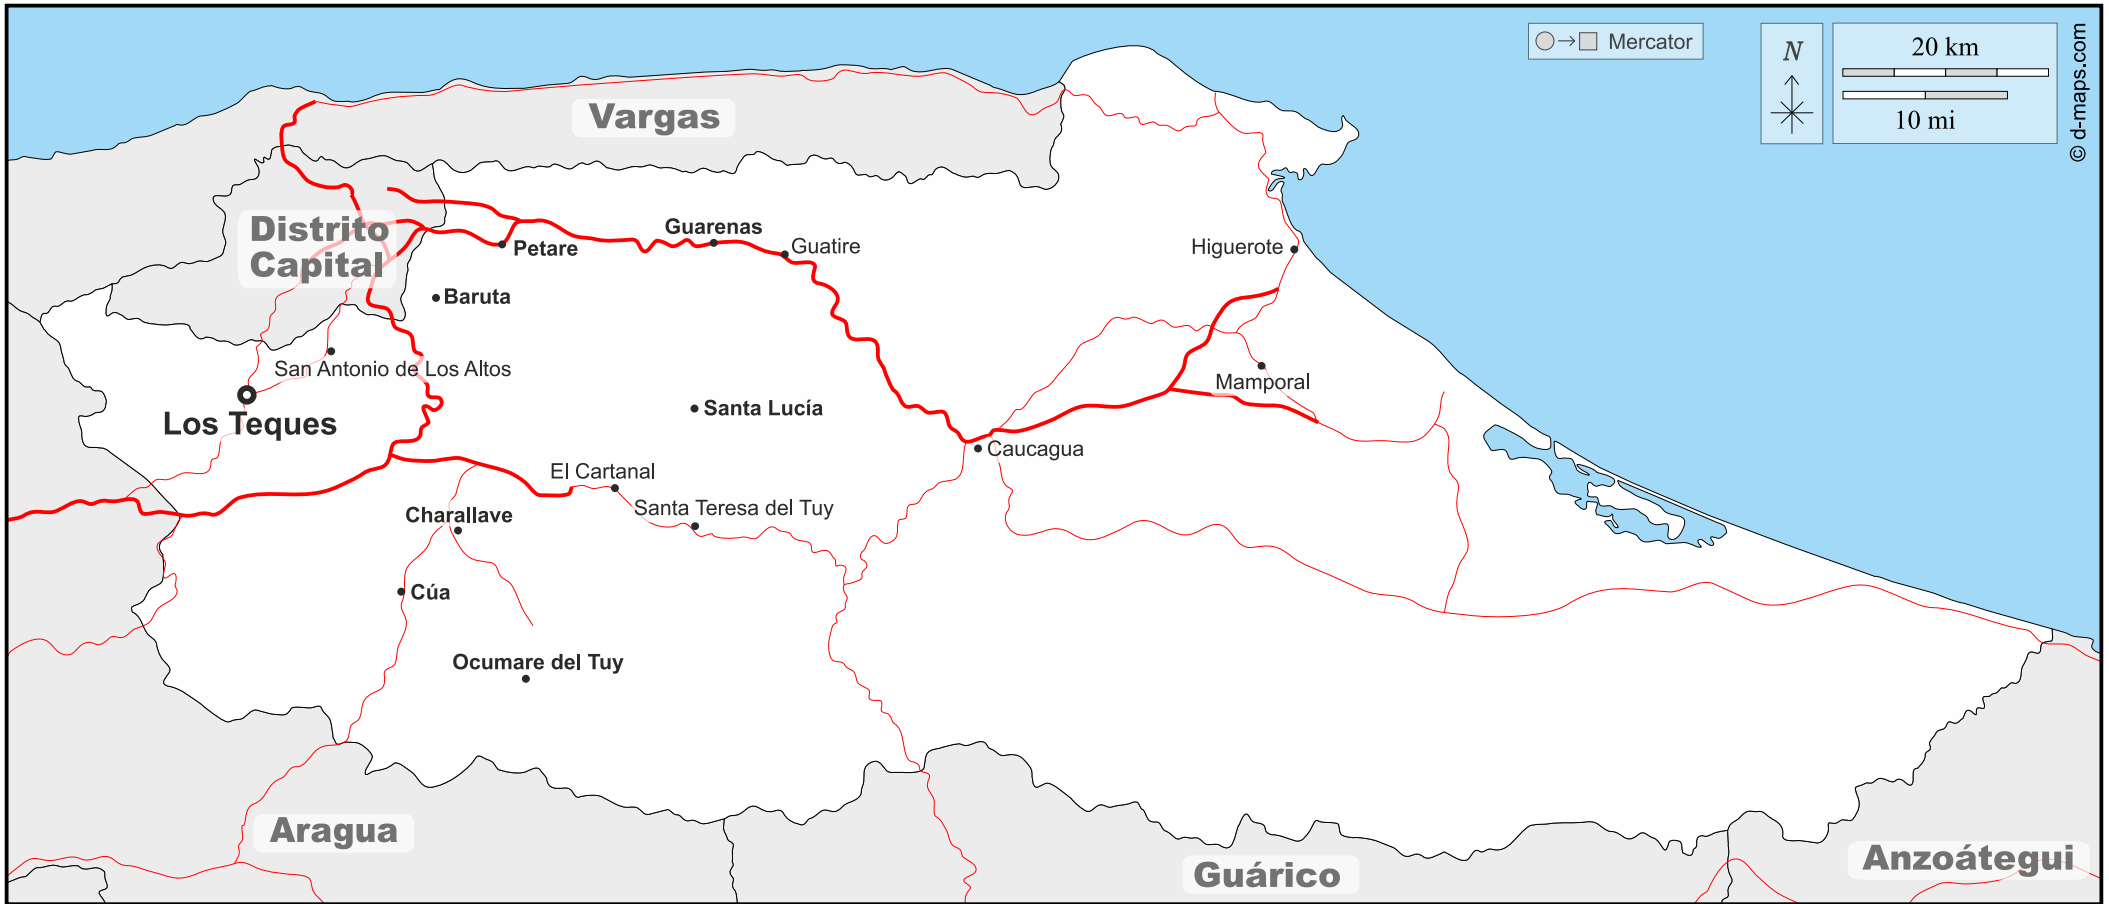 Mercator
N
20 km
10 mi
© d-maps.com
Vargas
Distrito
Capital
Guarenas
Petare
Guatire
Higuerote
Baruta
San Antonio de Los Altos
Mamporal
Los Teques
Santa Lucía
Caucagua
El Cartanal
Santa Teresa del Tuy
Charallave
Cúa
Ocumare del Tuy
Aragua
Guárico
Anzoátegui